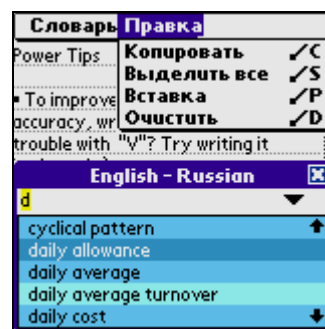 Словарь Правка
Power Tips
Копировать /C
Выделить все /S
Вставка /P
Очистить /D
• To improve
accuracy, wr
trouble with "V"? Try writing it
English - Russian
d
cyclical pattern
daily allowance
daily average
daily average turnover
daily cost